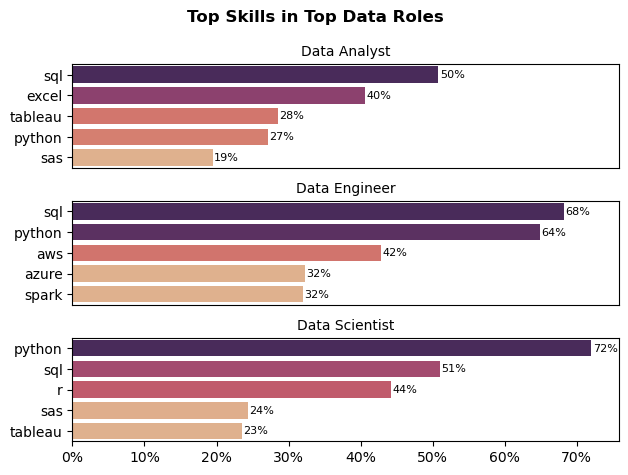 Top Skills in Top Data Roles
Data Analyst
sql 50%
excel 40%
tableau 28%
python 27%
sas 19%
Data Engineer
sql 68%
python 64%
aws 42%
azure 32%
spark 32%
Data Scientist
python 72%
sql 51%
r 44%
sas 24%
tableau 23%
0% 10% 20% 30% 40% 50% 60% 70%